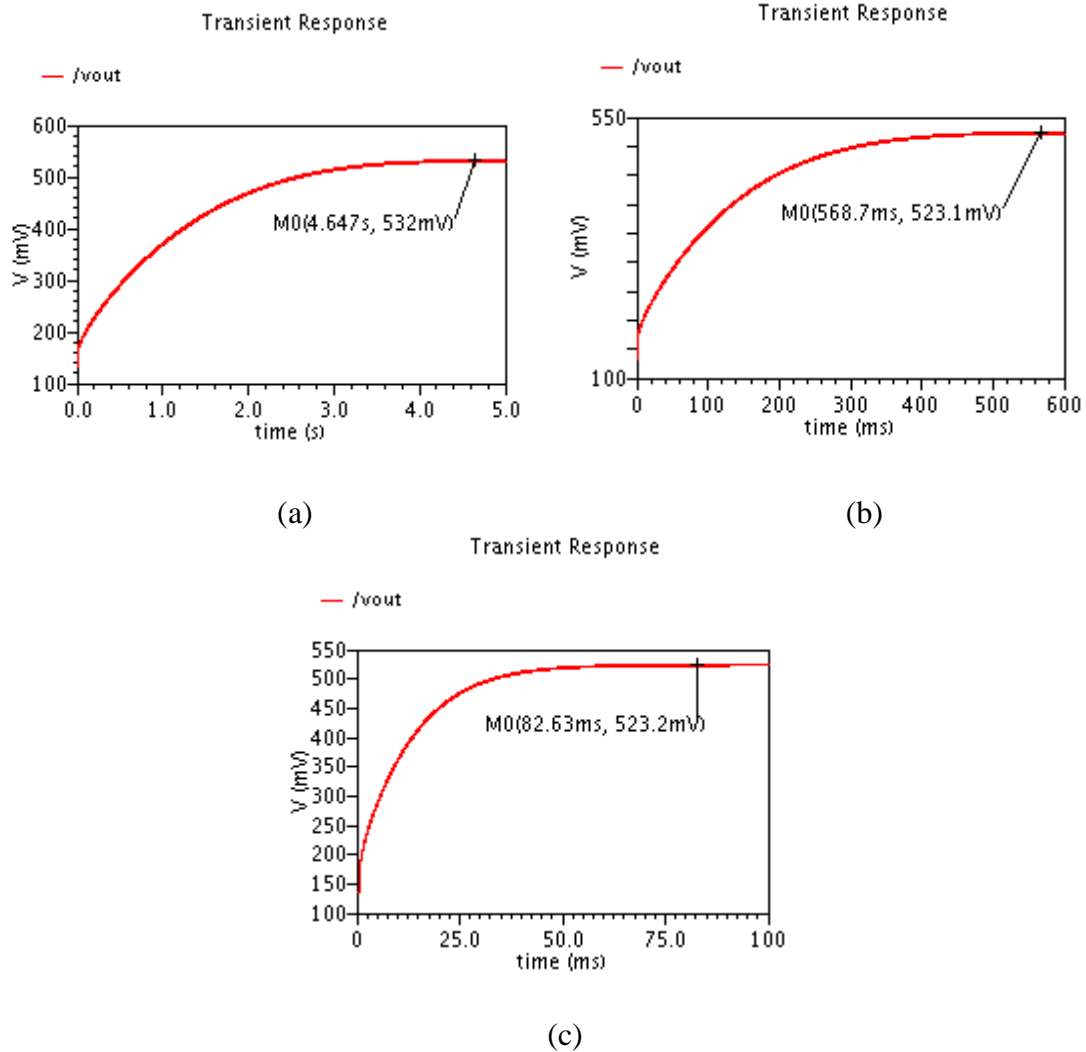 Transient Response
/vout
V (mV)
600
500
400
300
200
100
M0(4.647s, 532mV)
0.0 1.0 2.0 3.0 4.0 5.0
time (s)
(a)
Transient Response
/vout
V (mV)
550
100
M0(568.7ms, 523.1mV)
0 100 200 300 400 500 600
time (ms)
(b)
Transient Response
/vout
V (mV)
550
500
450
400
350
300
250
200
150
100
M0(82.63ms, 523.2mV)
0 25.0 50.0 75.0 100
time (ms)
(c)